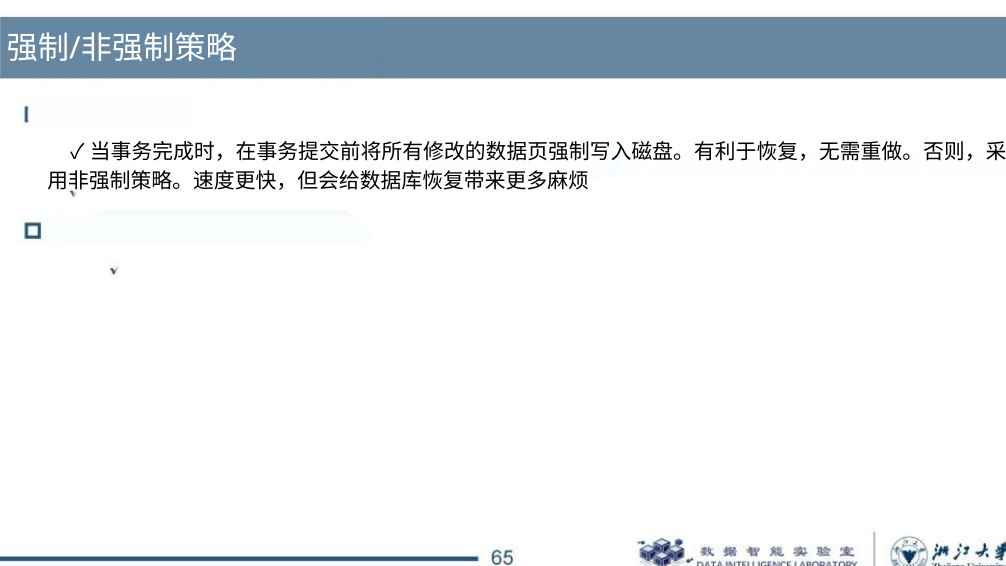 强制/非强制策略
✓ 当事务完成时，在事务提交前将所有修改的数据页强制写入磁盘。有利于恢复，无需重做。否则，采
用非强制策略。速度更快，但会给数据库恢复带来更多麻烦
65
数据智能实验室
DATA INTELLIGENCE LABORATORY
浙江大学
Zhejiang University